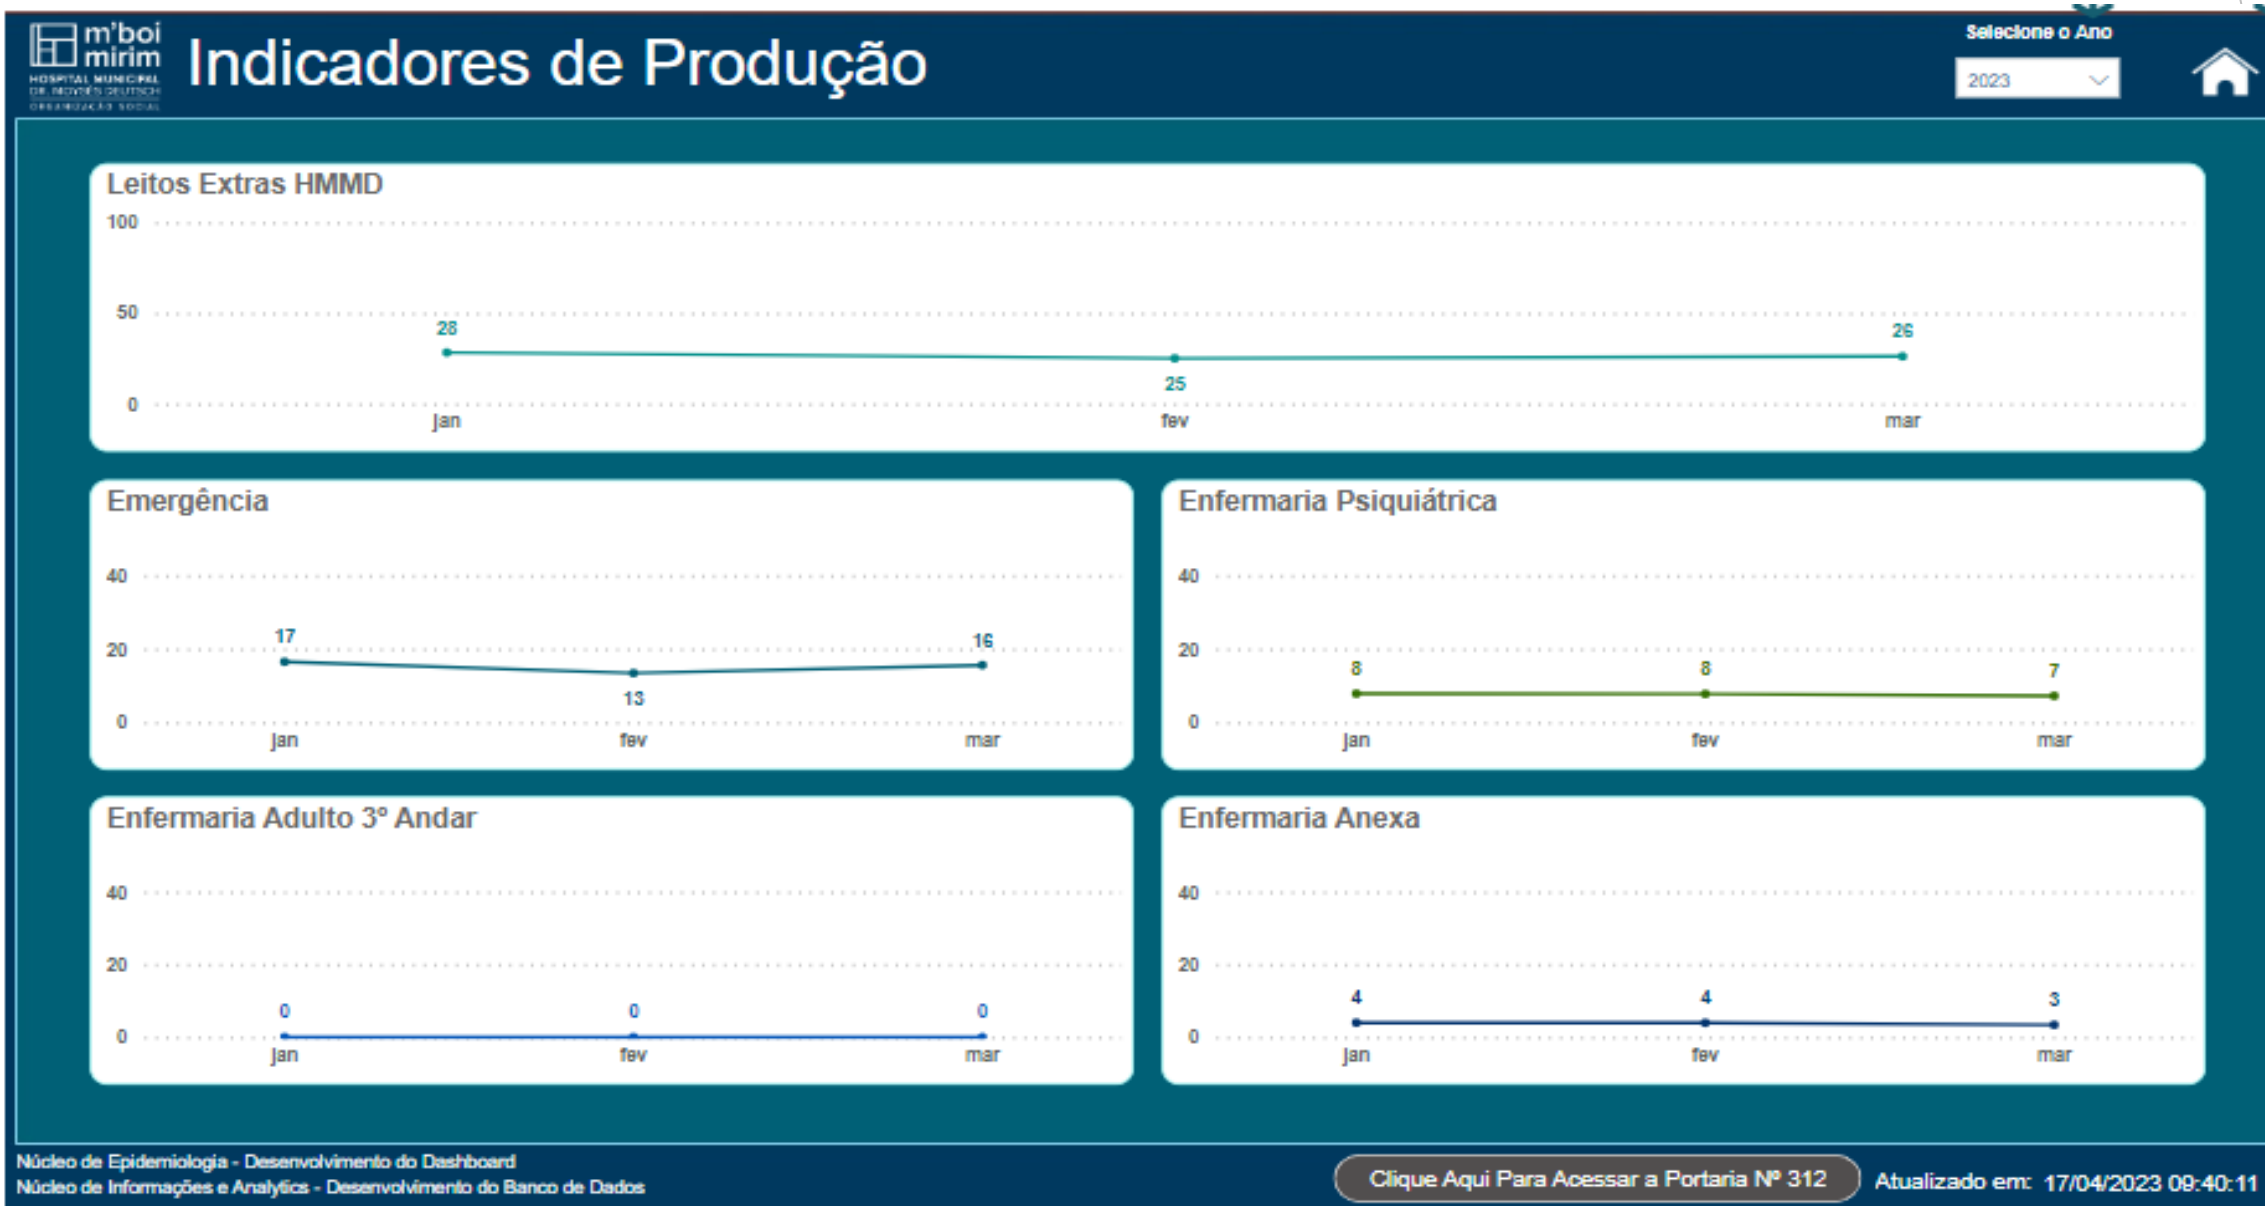 m'boi
mirim
HOSPITAL MUNICIPAL
DR. MOYSÉS DEUTSCH
ORGANIZAÇÃO SOCIAL
Indicadores de Produção
Selecione o Ano
2023
Leitos Extras HMMD
100
50
0
28
25
26
jan fev mar
Emergência
40
20
0
17
13
16
jan fev mar
Enfermaria Psiquiátrica
40
20
0
8 8 7
jan fev mar
Enfermaria Adulto 3º Andar
40
20
0
0 0 0
jan fev mar
Enfermaria Anexa
40
20
0
4 4 3
jan fev mar
Núcleo de Epidemiologia - Desenvolvimento do Dashboard
Núcleo de Informações e Analytics - Desenvolvimento do Banco de Dados
Clique Aqui Para Acessar a Portaria Nº 312
Atualizado em: 17/04/2023 09:40:11